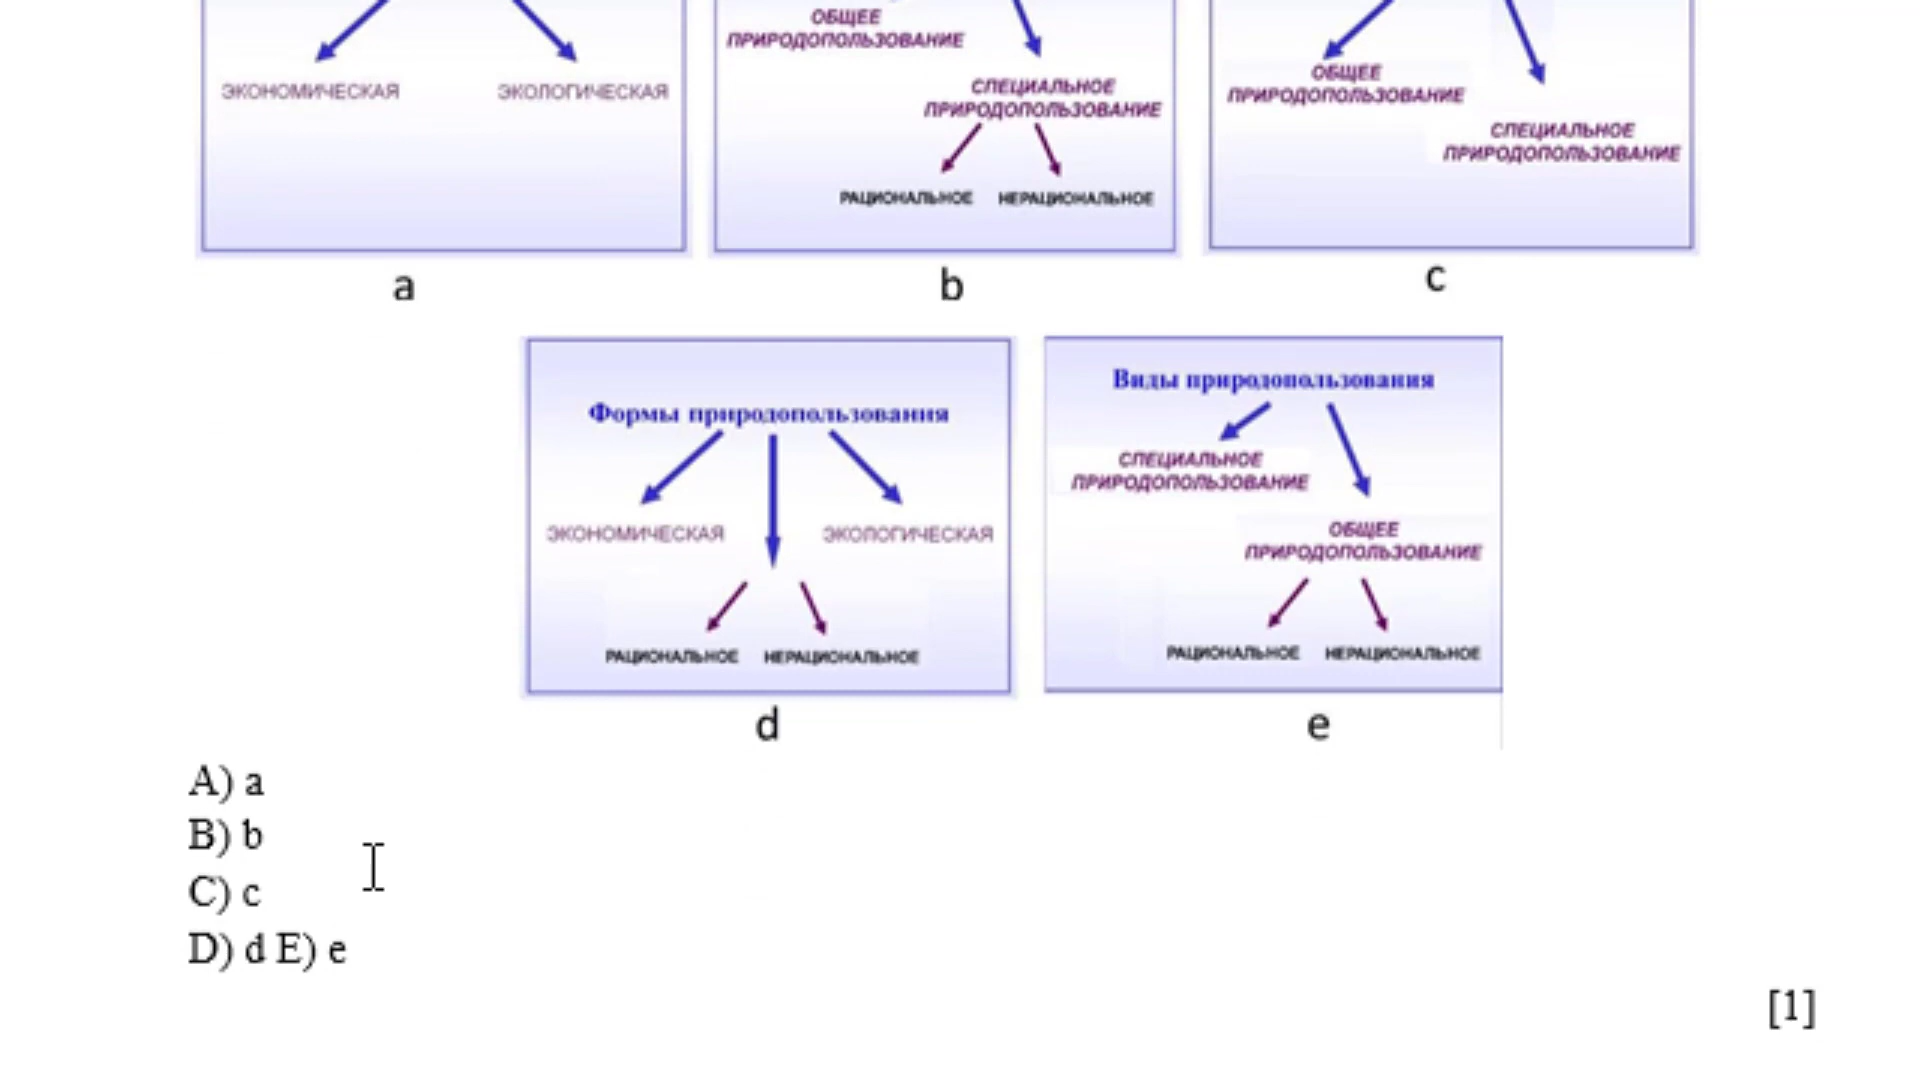 ЭКОНОМИЧЕСКАЯ
ЭКОЛОГИЧЕСКАЯ
a
ОБЩЕЕ
ПРИРОДОПОЛЬЗОВАНИЕ
СПЕЦИАЛЬНОЕ
ПРИРОДОПОЛЬЗОВАНИЕ
РАЦИОНАЛЬНОЕ
НЕРАЦИОНАЛЬНОЕ
b
ОБЩЕЕ
ПРИРОДОПОЛЬЗОВАНИЕ
СПЕЦИАЛЬНОЕ
ПРИРОДОПОЛЬЗОВАНИЕ
c
Формы природопользования
ЭКОНОМИЧЕСКАЯ
ЭКОЛОГИЧЕСКАЯ
РАЦИОНАЛЬНОЕ
НЕРАЦИОНАЛЬНОЕ
d
Виды природопользования
СПЕЦИАЛЬНОЕ
ПРИРОДОПОЛЬЗОВАНИЕ
ОБЩЕЕ
ПРИРОДОПОЛЬЗОВАНИЕ
РАЦИОНАЛЬНОЕ
НЕРАЦИОНАЛЬНОЕ
e
A) a
B) b
C) c
D) d E) e
[1]